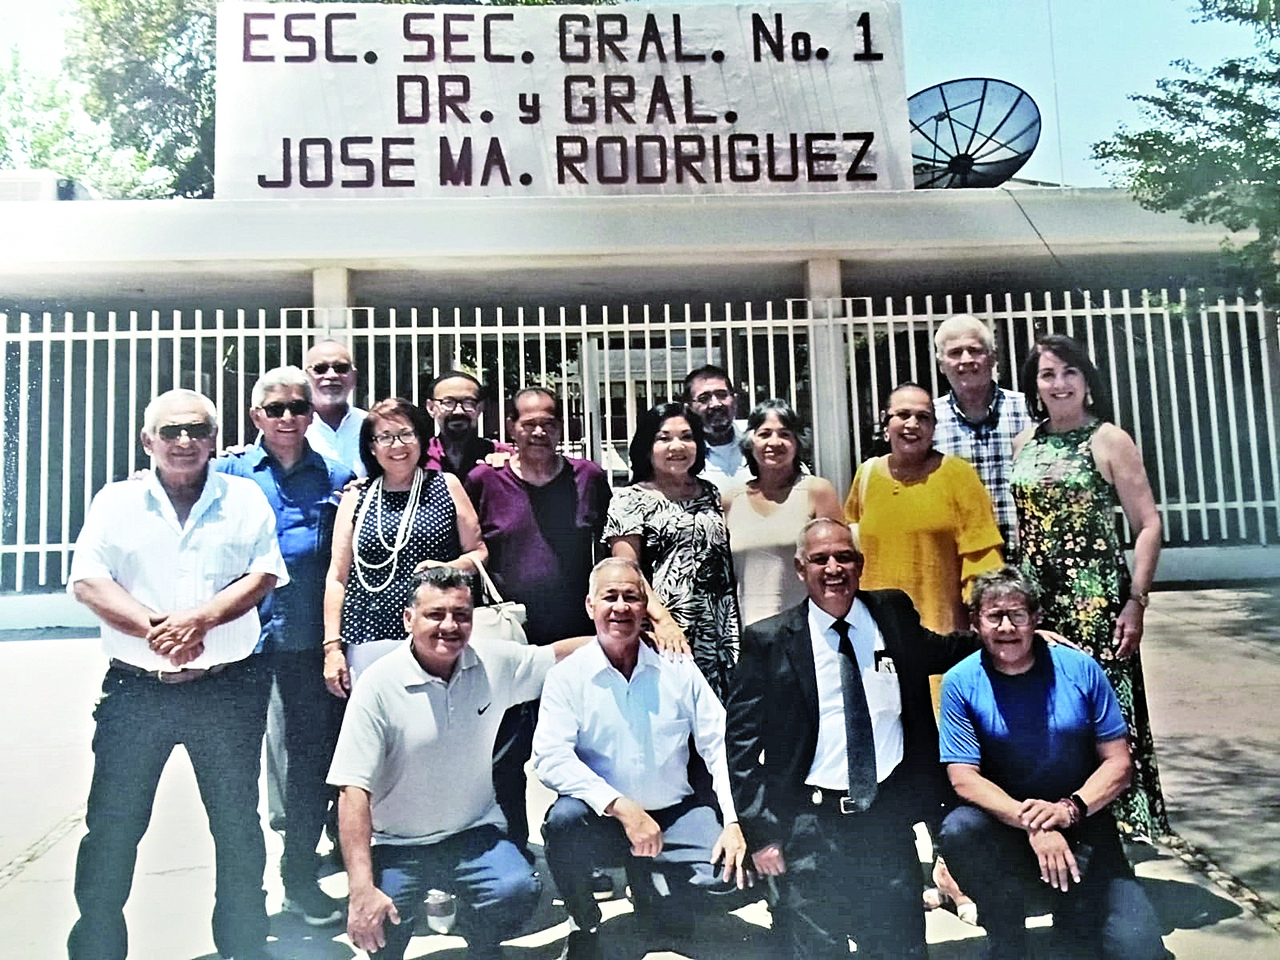 ESC. SEC. GRAL. No. 1
DR. y GRAL.
JOSE MA. RODRIGUEZ